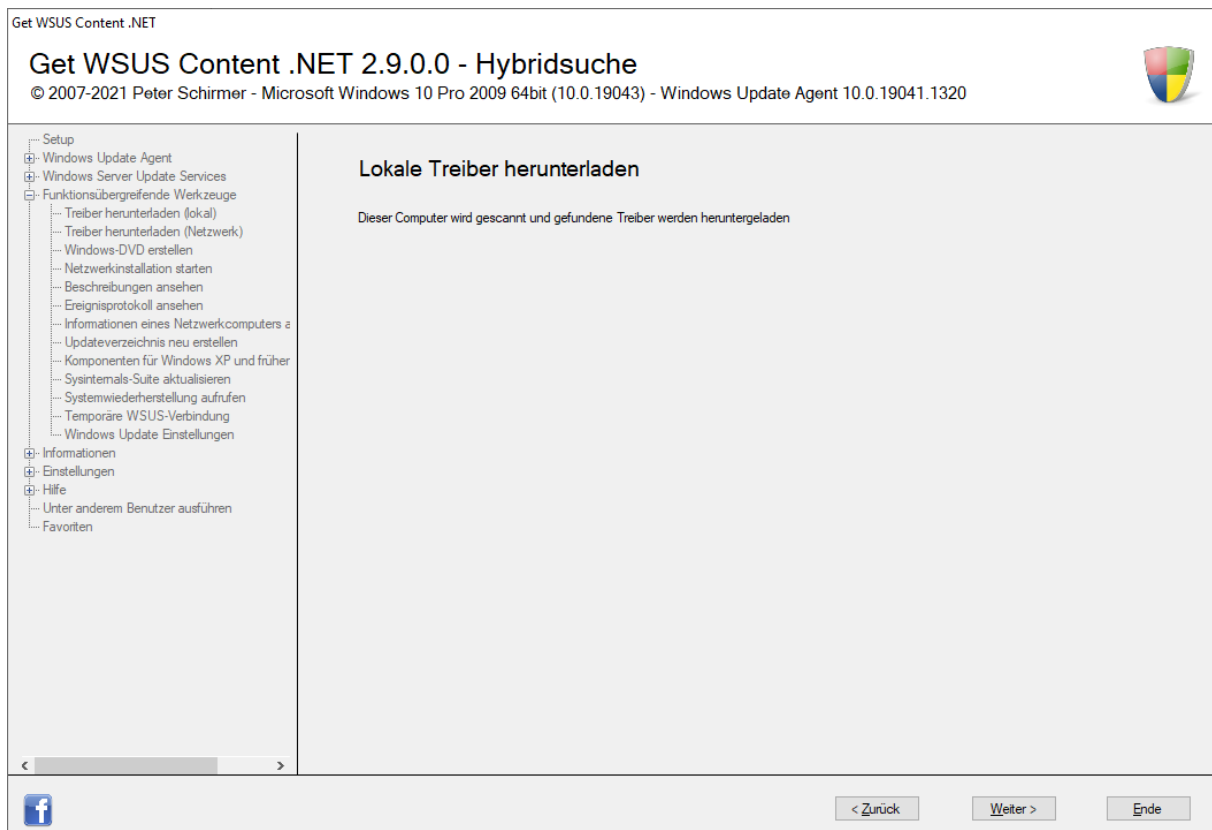 Get WSUS Content .NET
Get WSUS Content .NET 2.9.0.0 - Hybridsuche
© 2007-2021 Peter Schirmer - Microsoft Windows 10 Pro 2009 64bit (10.0.19043) - Windows Update Agent 10.0.19041.1320
Setup
Windows Update Agent
Windows Server Update Services
Funktionsübergreifende Werkzeuge
Treiber herunterladen (lokal)
Treiber herunterladen (Netzwerk)
Windows-DVD erstellen
Netzwerkinstallation starten
Beschreibungen ansehen
Ereignisprotokoll ansehen
Informationen eines Netzwerkcomputers a
Updateverzeichnis neu erstellen
Komponenten für Windows XP und früher
Sysinternals-Suite aktualisieren
Systemwiederherstellung aufrufen
Temporäre WSUS-Verbindung
Windows Update Einstellungen
Informationen
Einstellungen
Hilfe
Unter anderem Benutzer ausführen
Favoriten
Lokale Treiber herunterladen
Dieser Computer wird gescannt und gefundene Treiber werden heruntergeladen
< Zurück
Weiter >
Ende